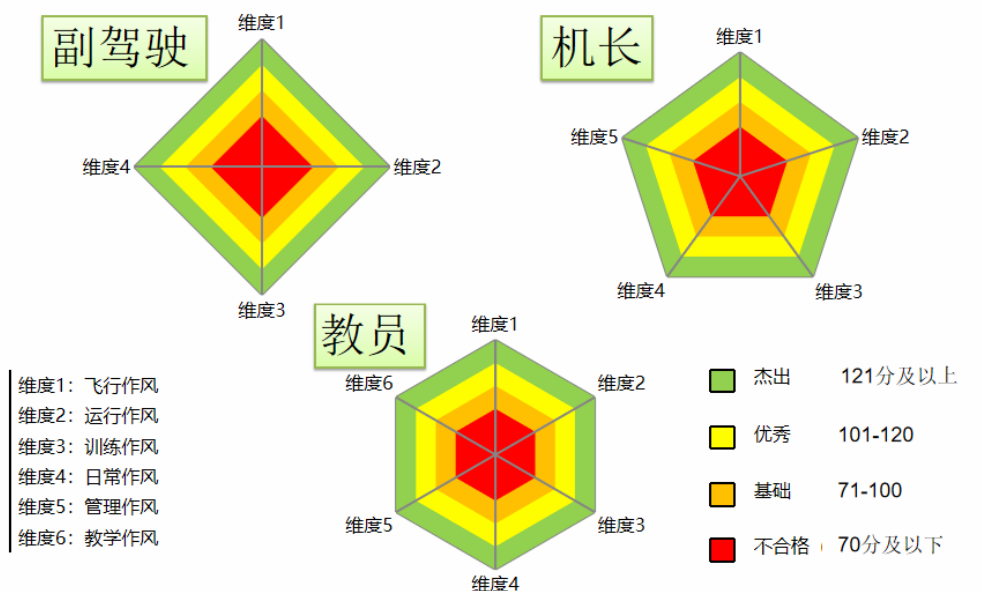 副驾驶
维度1
维度2
维度3
维度4
机长
维度1
维度2
维度3
维度4
维度5
教员
维度1
维度2
维度3
维度4
维度5
维度6
维度1：飞行作风
维度2：运行作风
维度3：训练作风
维度4：日常作风
维度5：管理作风
维度6：教学作风
杰出 121分及以上
优秀 101-120
基础 71-100
不合格（ 70分及以下